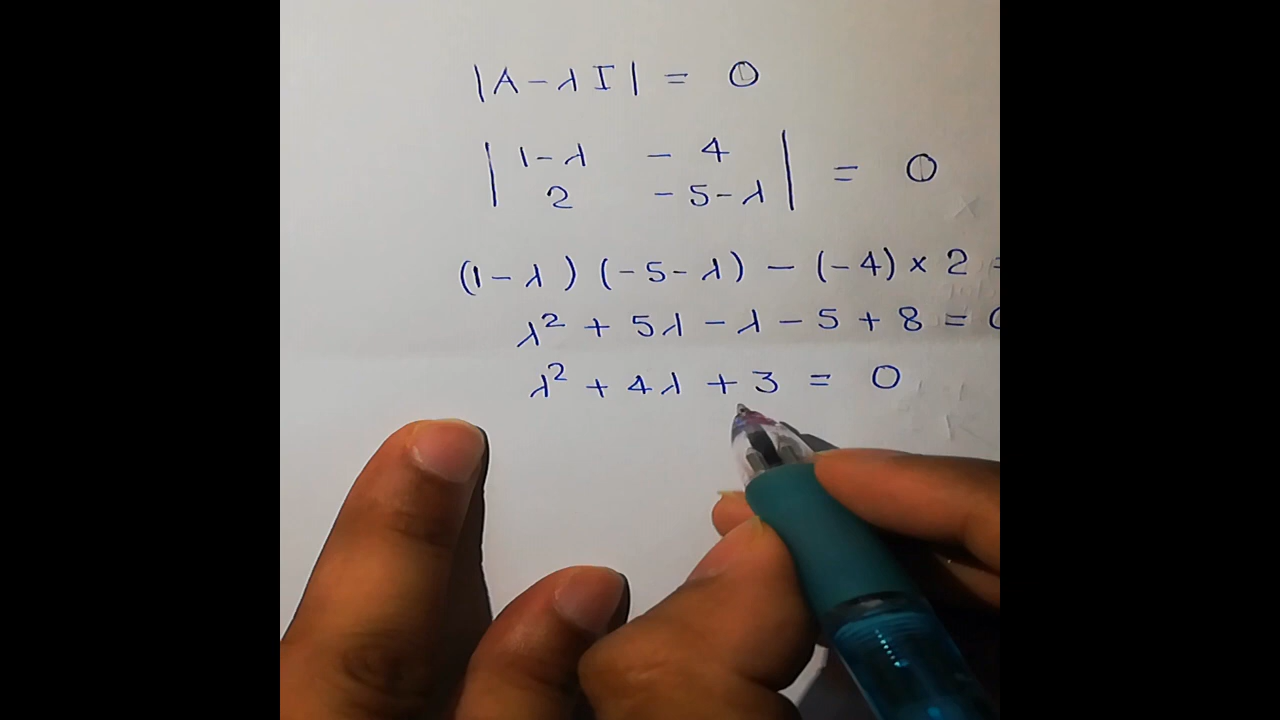 |A-λI| = 0
| 1-λ - 4 | = 0
| 2 -5-λ |
(1-λ) (-5-λ) - (-4) × 2 =
λ² + 5λ - λ - 5 + 8 = 0
λ² + 4λ + 3 = 0